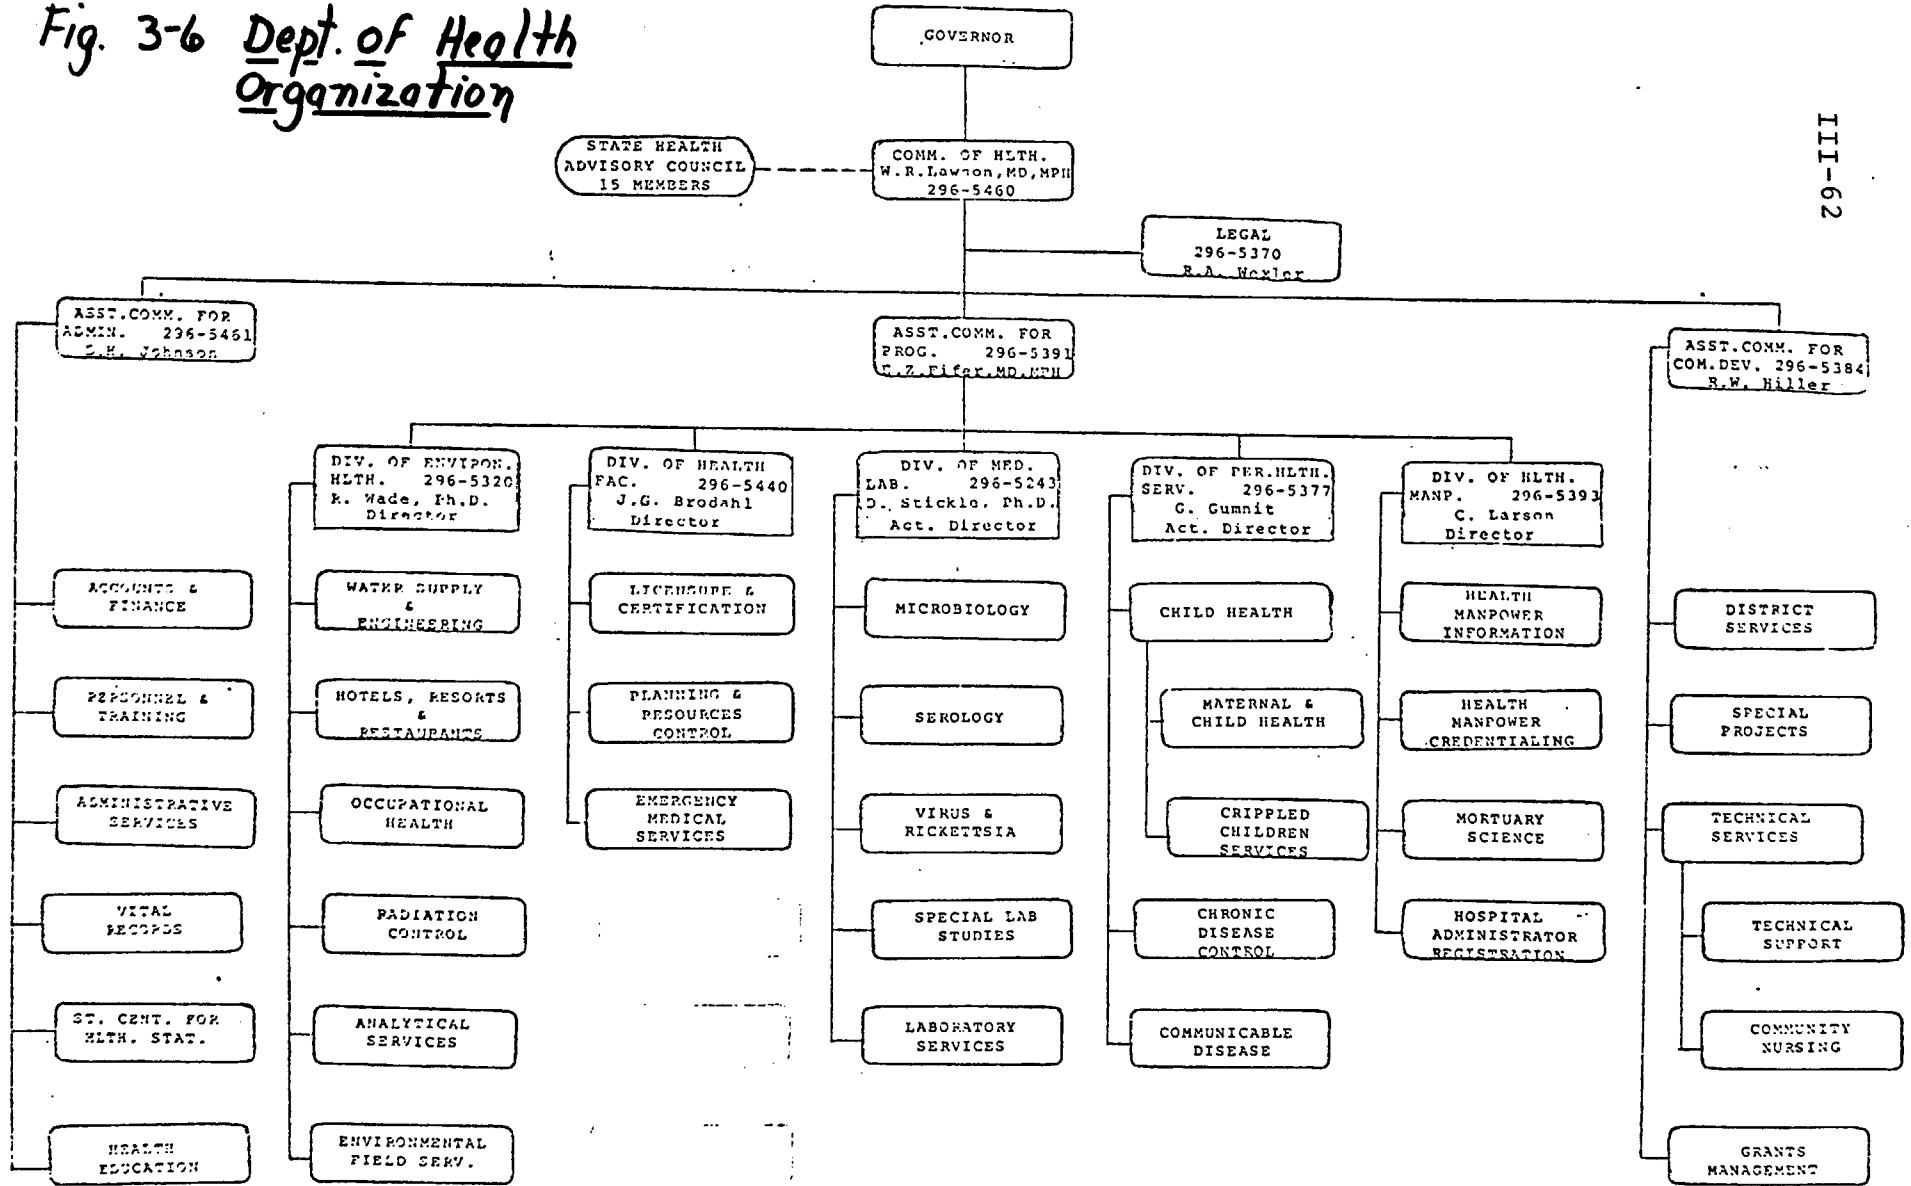 Fig. 3-6 Dept. of Health
Organization
III-62
GOVERNOR
STATE HEALTH
ADVISORY COUNCIL
15 MEMBERS
COMM. OF HLTH.
W.R.Lawson,MD,MPH
296-5460
LEGAL
296-5370
R.A. Wexler
ASST.COMM. FOR
ADMIN. 296-5461
Johnson
ASST.COMM. FOR
PROG. 296-5391
Fifer,MD,MPH
ASST.COMM. FOR
COM.DEV. 296-5384
R.W. Hiller
DIV. OF ENVIRON.
HLTH. 296-5320
R. Wade, Ph.D.
Director
DIV. OF HEALTH
FAC. 296-5440
J.G. Brodahl
Director
DIV. OF MED.
LAB. 296-5243
D. Stickle, Ph.D.
Act. Director
DIV. OF PER.HLTH.
SERV. 296-5377
G. Gumnit
Act. Director
DIV. OF HLTH.
MANP. 296-5393
C. Larson
Director
ACCOUNTS &
FINANCE
PERSONNEL &
TRAINING
ADMINISTRATIVE
SERVICES
VITAL
RECORDS
ST. CENT. FOR
HLTH. STAT.
HEALTH
EDUCATION
WATER SUPPLY
&
ENGINEERING
HOTELS, RESORTS
&
RESTAURANTS
OCCUPATIONAL
HEALTH
RADIATION
CONTROL
ANALYTICAL
SERVICES
ENVIRONMENTAL
FIELD SERV.
LICENSURE &
CERTIFICATION
PLANNING &
RESOURCES
CONTROL
EMERGENCY
MEDICAL
SERVICES
MICROBIOLOGY
SEROLOGY
VIRUS &
RICKETTSIA
SPECIAL LAB
STUDIES
LABORATORY
SERVICES
CHILD HEALTH
MATERNAL &
CHILD HEALTH
CRIPPLED
CHILDREN
SERVICES
CHRONIC
DISEASE
CONTROL
COMMUNICABLE
DISEASE
HEALTH
MANPOWER
INFORMATION
HEALTH
MANPOWER
CREDENTIALING
MORTUARY
SCIENCE
HOSPITAL
ADMINISTRATOR
REGISTRATION
DISTRICT
SERVICES
SPECIAL
PROJECTS
TECHNICAL
SERVICES
TECHNICAL
SUPPORT
COMMUNITY
NURSING
GRANTS
MANAGEMENT